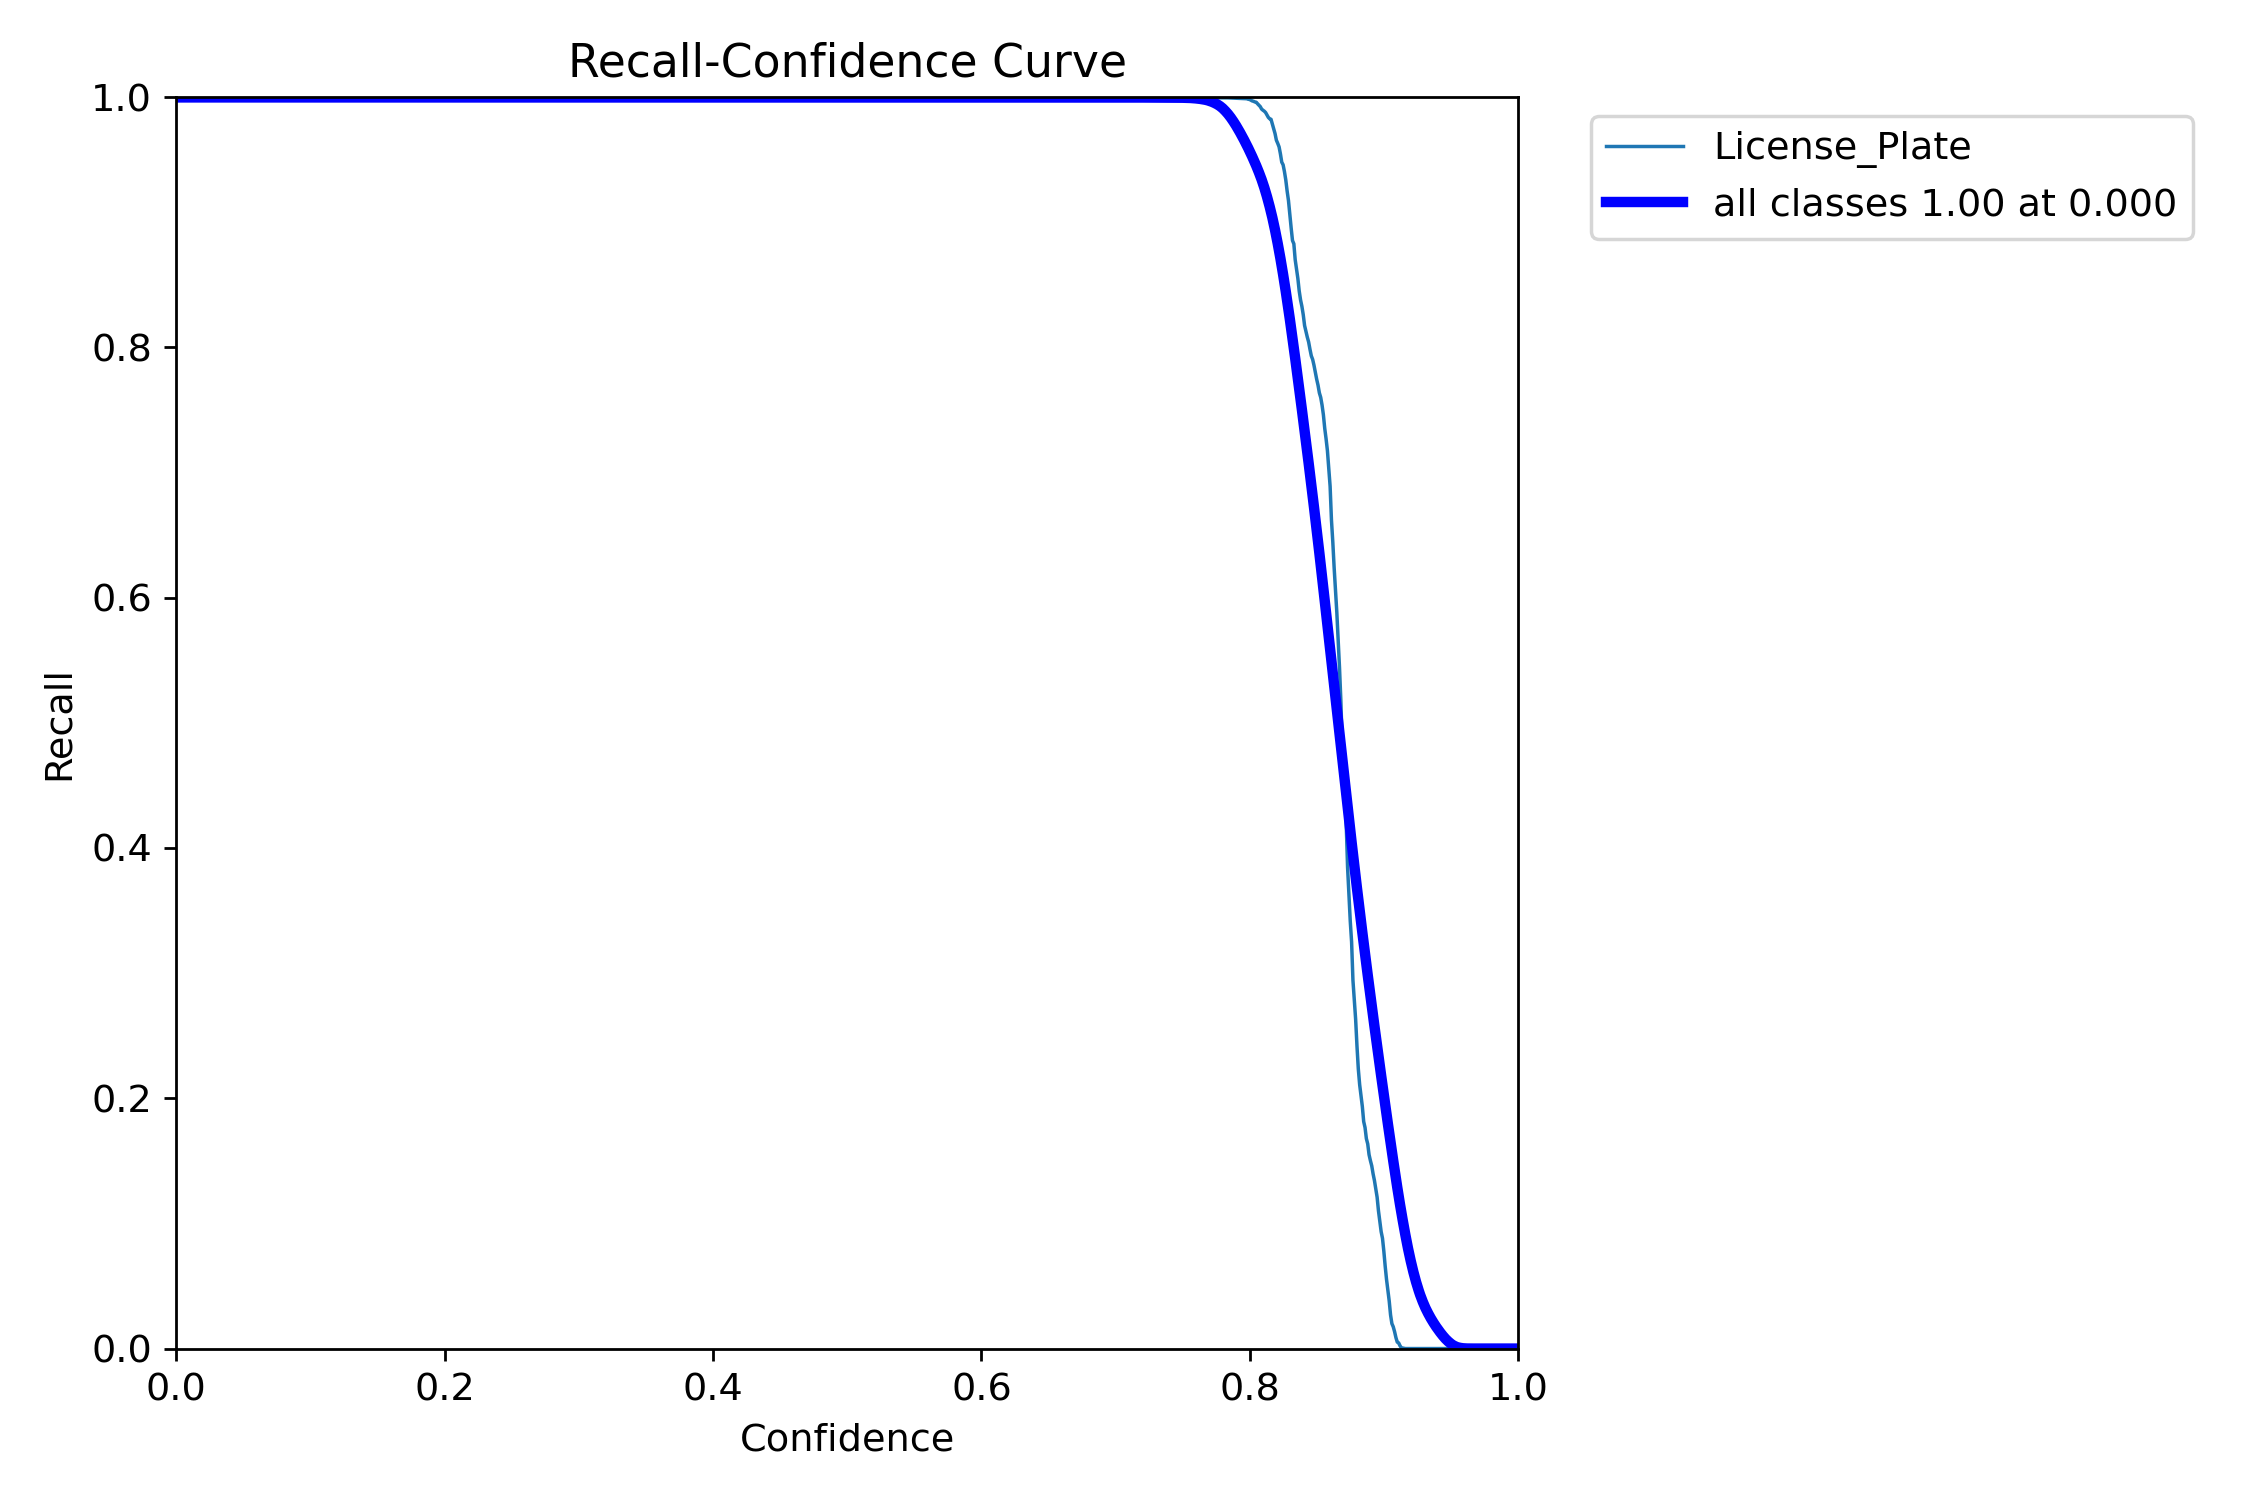 Recall-Confidence Curve
1.0
0.8
0.6
0.4
0.2
0.0
Recall
0.0 0.2 0.4 0.6 0.8 1.0
Confidence
License_Plate
all classes 1.00 at 0.000